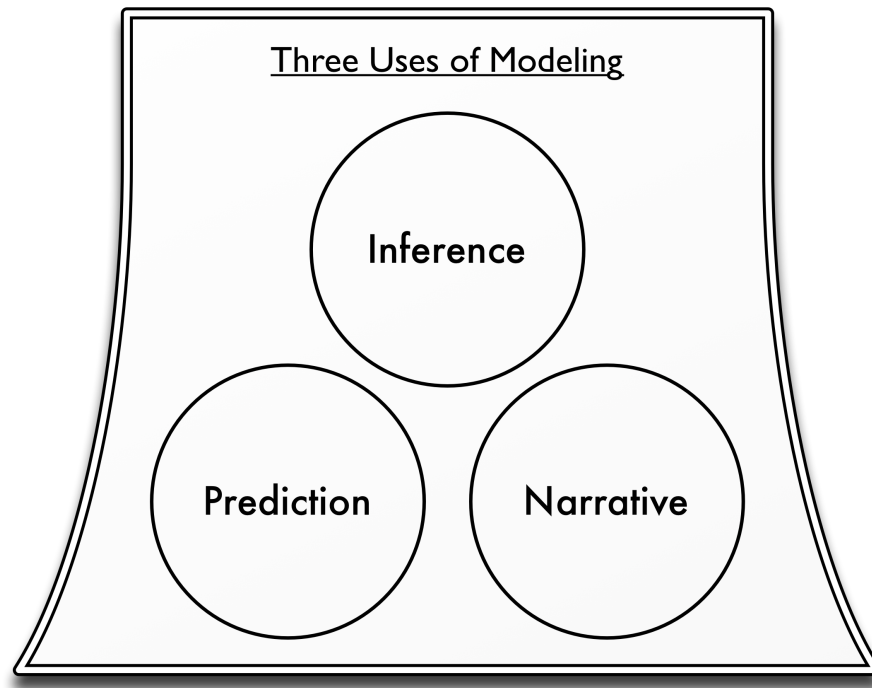 Three Uses of Modeling
Inference
Prediction
Narrative